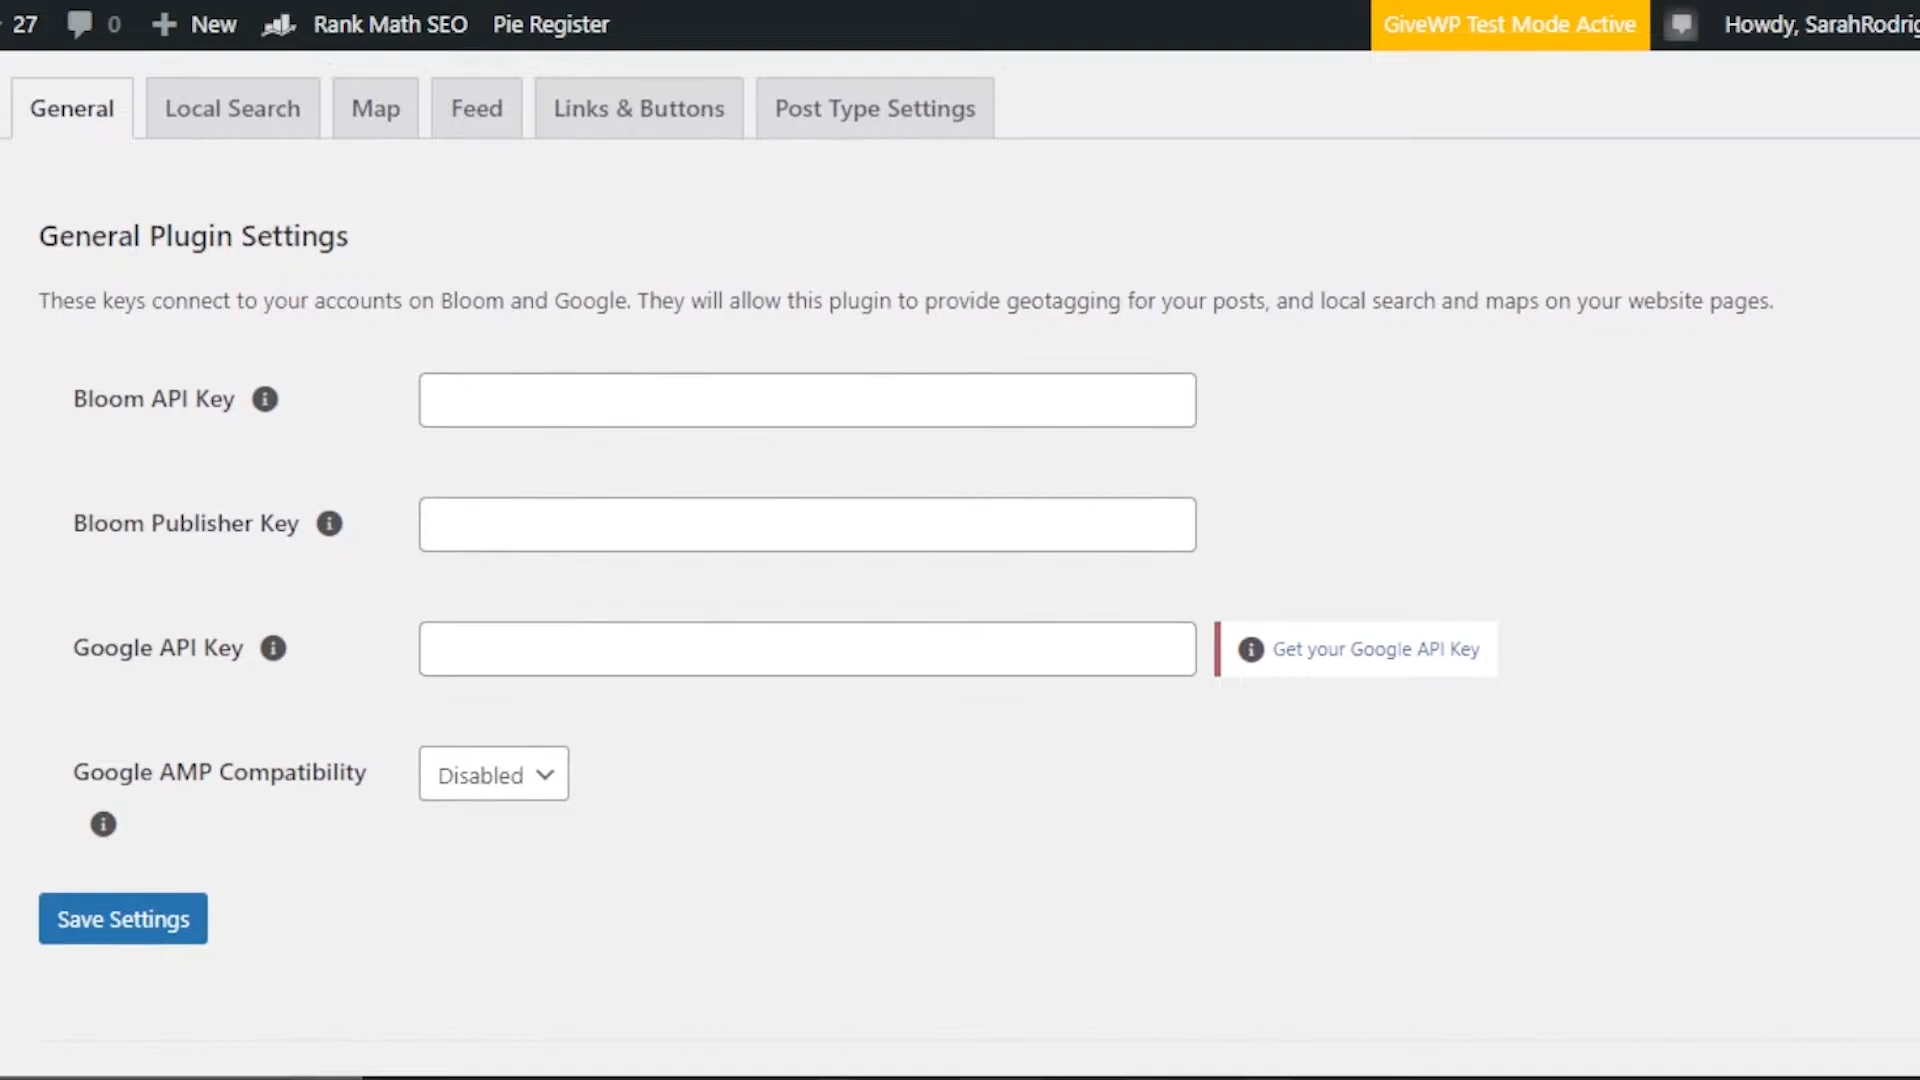 27 0 New Rank Math SEO Pie Register GiveWP Test Mode Active Howdy, SarahRodrig
General Local Search Map Feed Links & Buttons Post Type Settings
General Plugin Settings
These keys connect to your accounts on Bloom and Google. They will allow this plugin to provide geotagging for your posts, and local search and maps on your website pages.
Bloom API Key
Bloom Publisher Key
Google API Key Get your Google API Key
Google AMP Compatibility Disabled
Save Settings